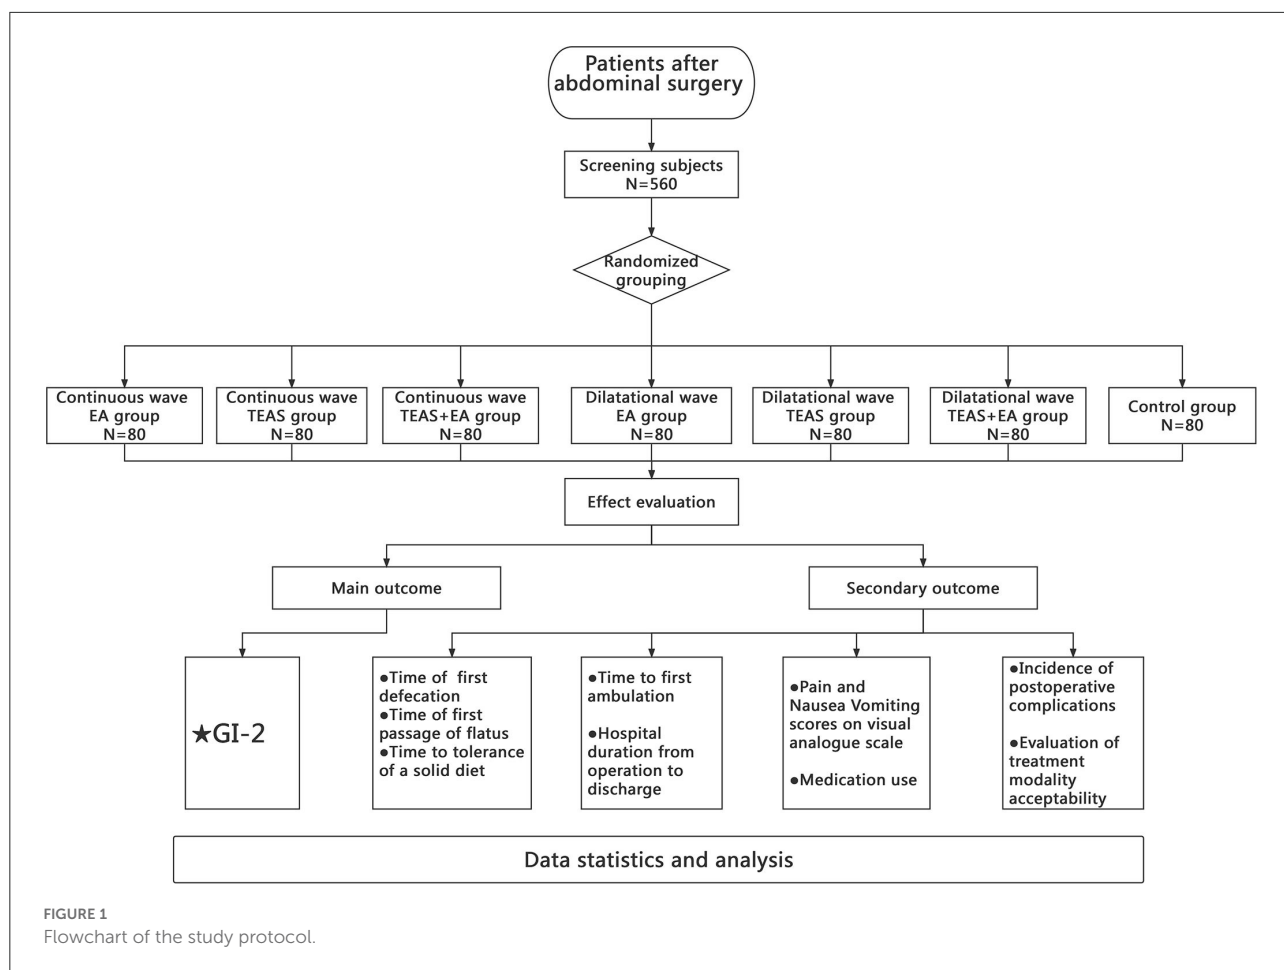 Patients after
abdominal surgery
Screening subjects
N=560
Randomized
grouping
Continuous wave
EA group
N=80
Continuous wave
TEAS group
N=80
Continuous wave
TEAS+EA group
N=80
Dilatational wave
EA group
N=80
Dilatational wave
TEAS group
N=80
Dilatational wave
TEAS+EA group
N=80
Control group
N=80
Effect evaluation
Main outcome
Secondary outcome
★GI-2
●Time of first
defecation
●Time of first
passage of flatus
●Time to tolerance
of a solid diet
●Time to first
ambulation
●Hospital
duration from
operation to
discharge
●Pain and
Nausea Vomiting
scores on visual
analogue scale
●Medication use
●Incidence of
postoperative
complications
●Evaluation of
treatment
modality
acceptability
Data statistics and analysis
FIGURE 1
Flowchart of the study protocol.